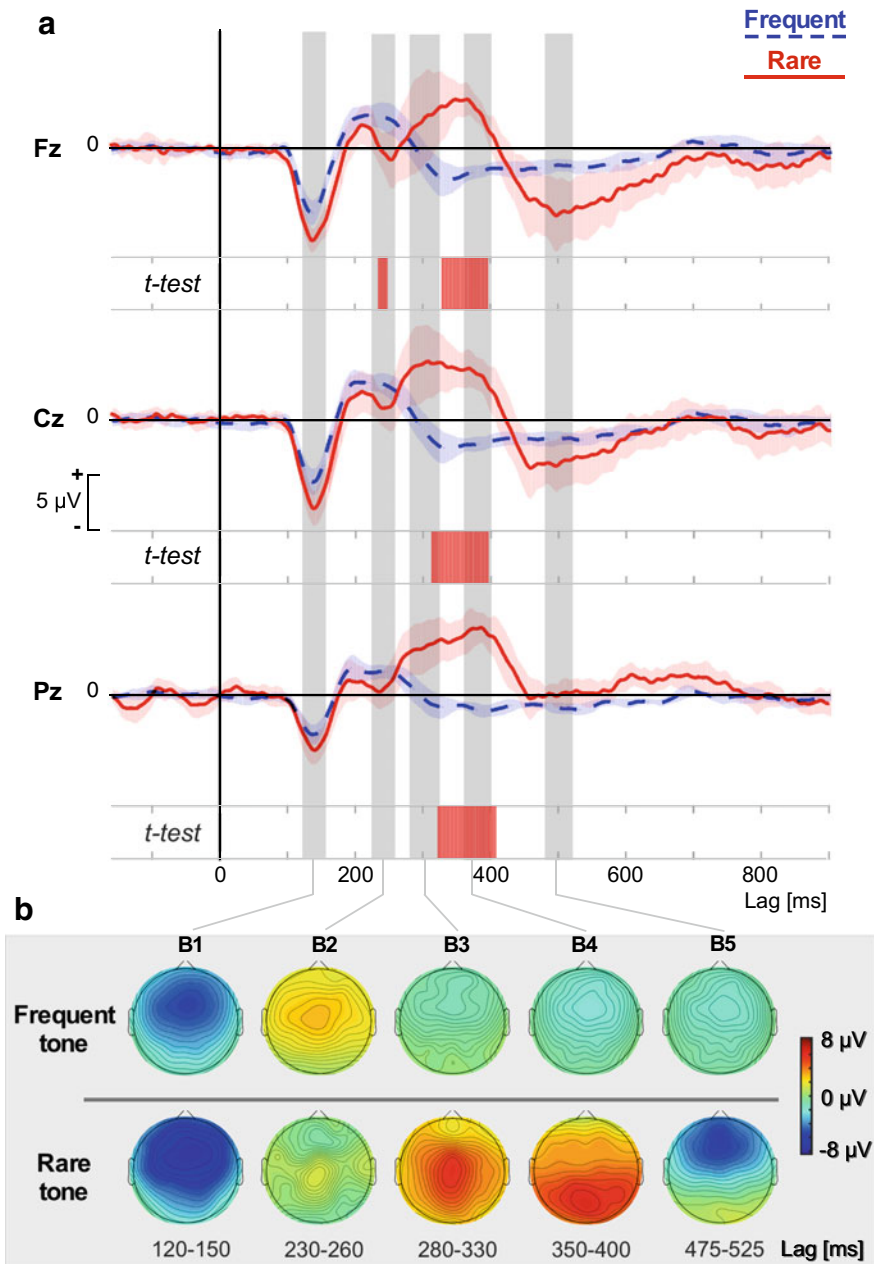 a
Frequent
Rare
Fz
0
t-test
Cz
0
+
5 µV
-
t-test
Pz
0
t-test
0 200 400 600 800
Lag [ms]
b
B1 B2 B3 B4 B5
Frequent
tone
8 µV
0 µV
-8 µV
Rare
tone
120-150 230-260 280-330 350-400 475-525 Lag [ms]